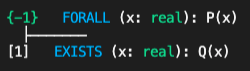 {-1}   FORALL (x: real): P(x)
  |-------
[1]   EXISTS (x: real): Q(x)